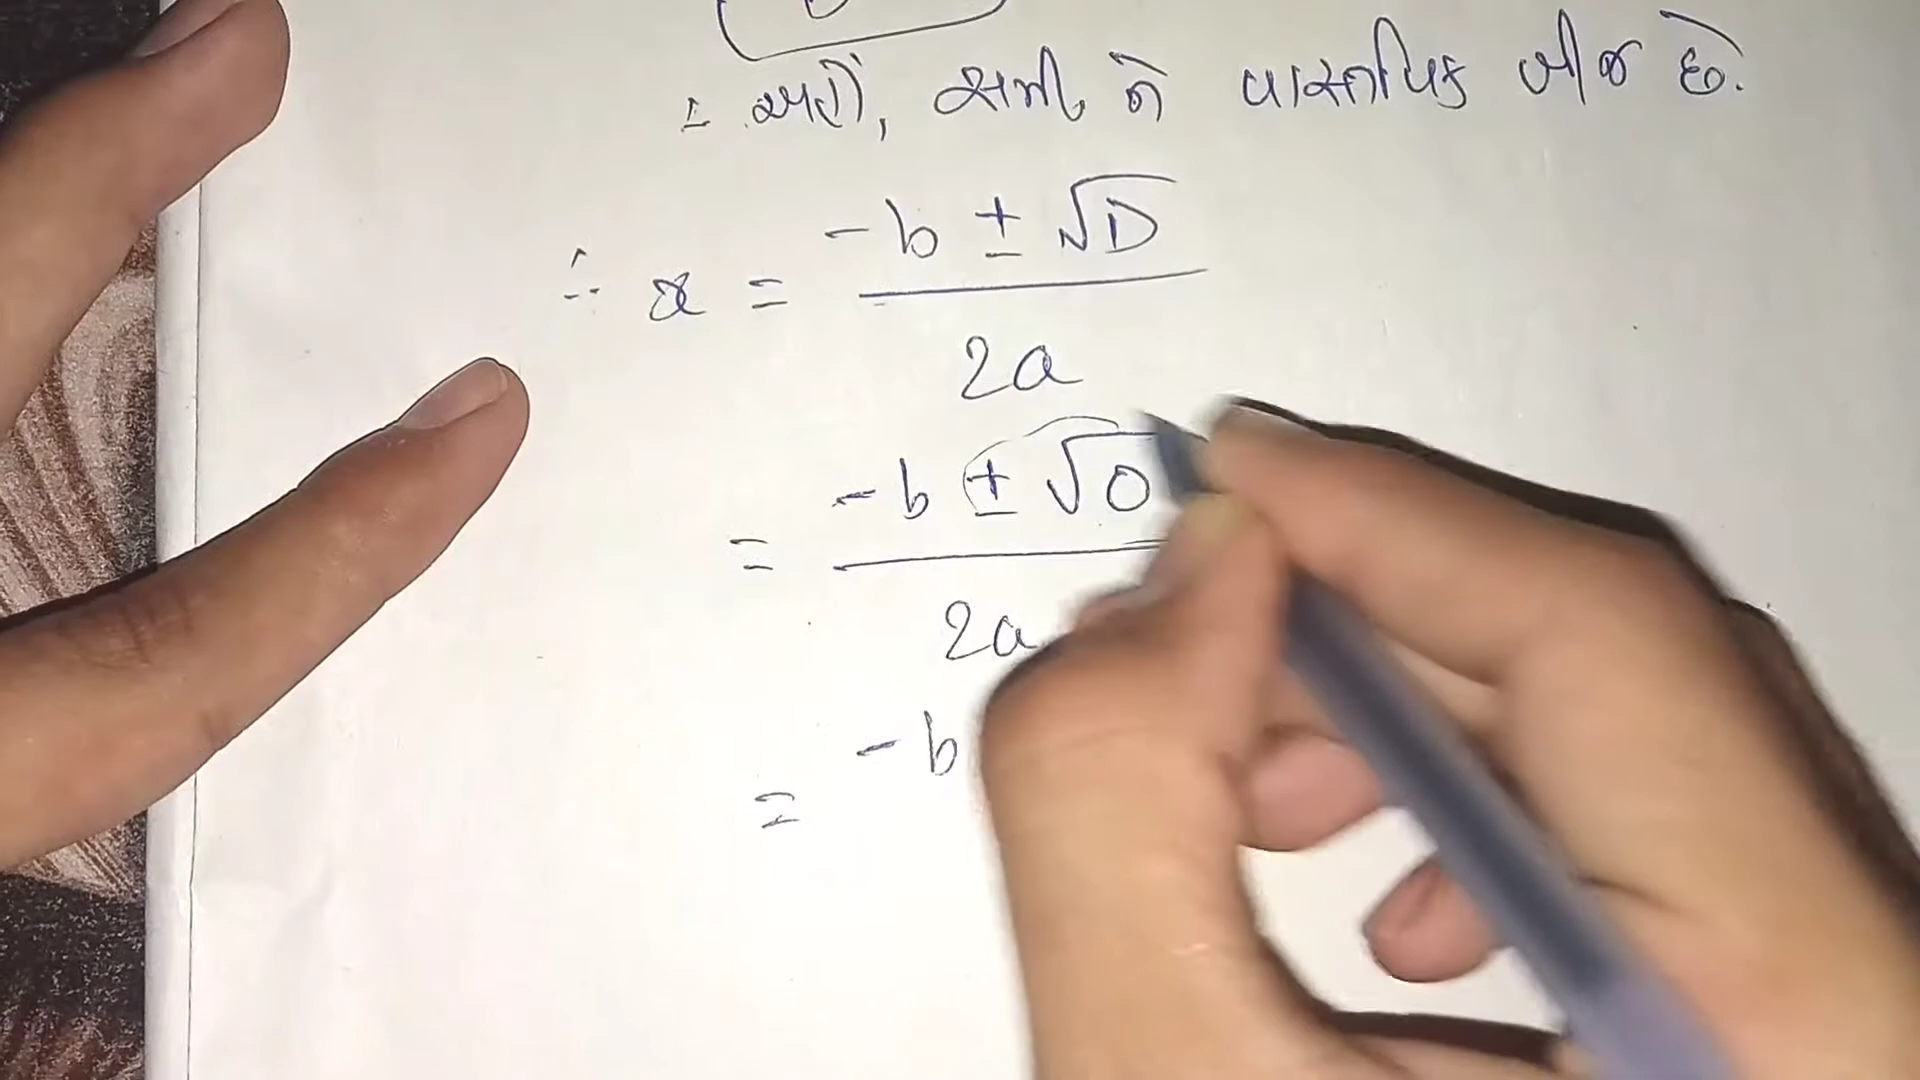 અહીં, સમાન બે વાસ્તવિક બીજ છે.
∴ x = (-b ± √D) / 2a
= (-b ± √0) / 2a
= -b